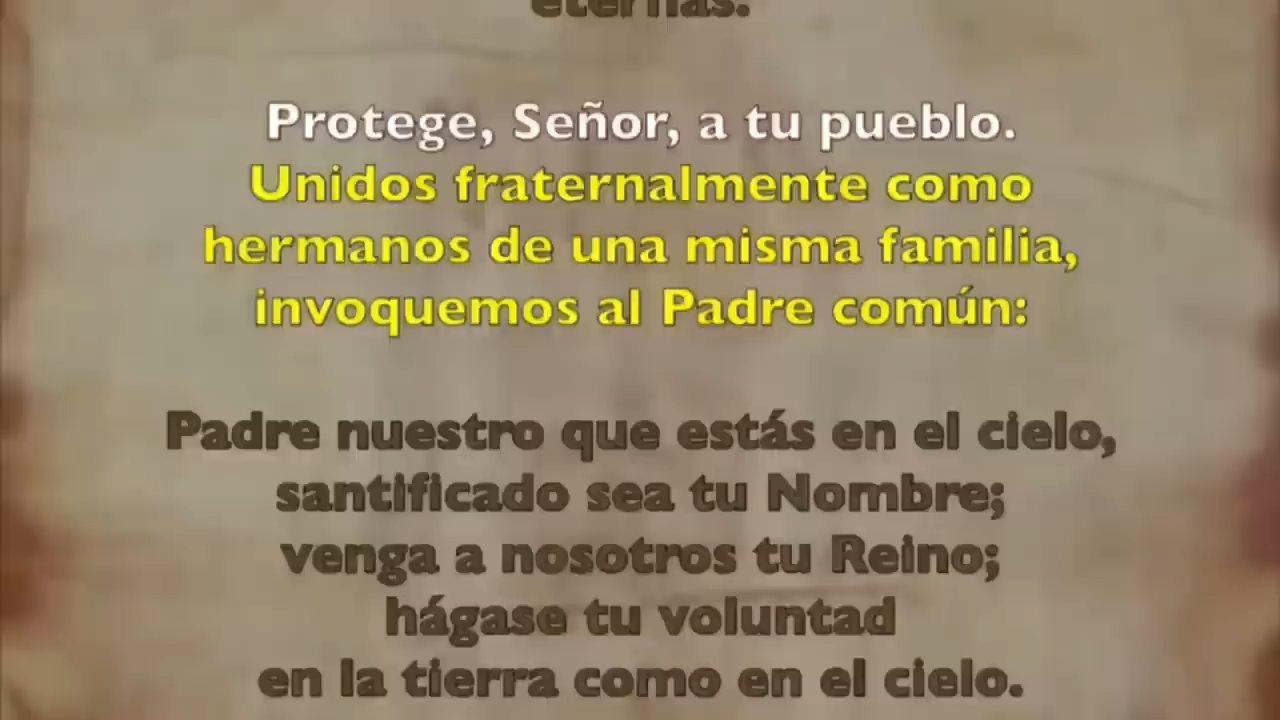 eternas.
Protege, Señor, a tu pueblo.
Unidos fraternalmente como
hermanos de una misma familia,
invoquemos al Padre común:
Padre nuestro que estás en el cielo,
santificado sea tu Nombre;
venga a nosotros tu Reino;
hágase tu voluntad
en la tierra como en el cielo.